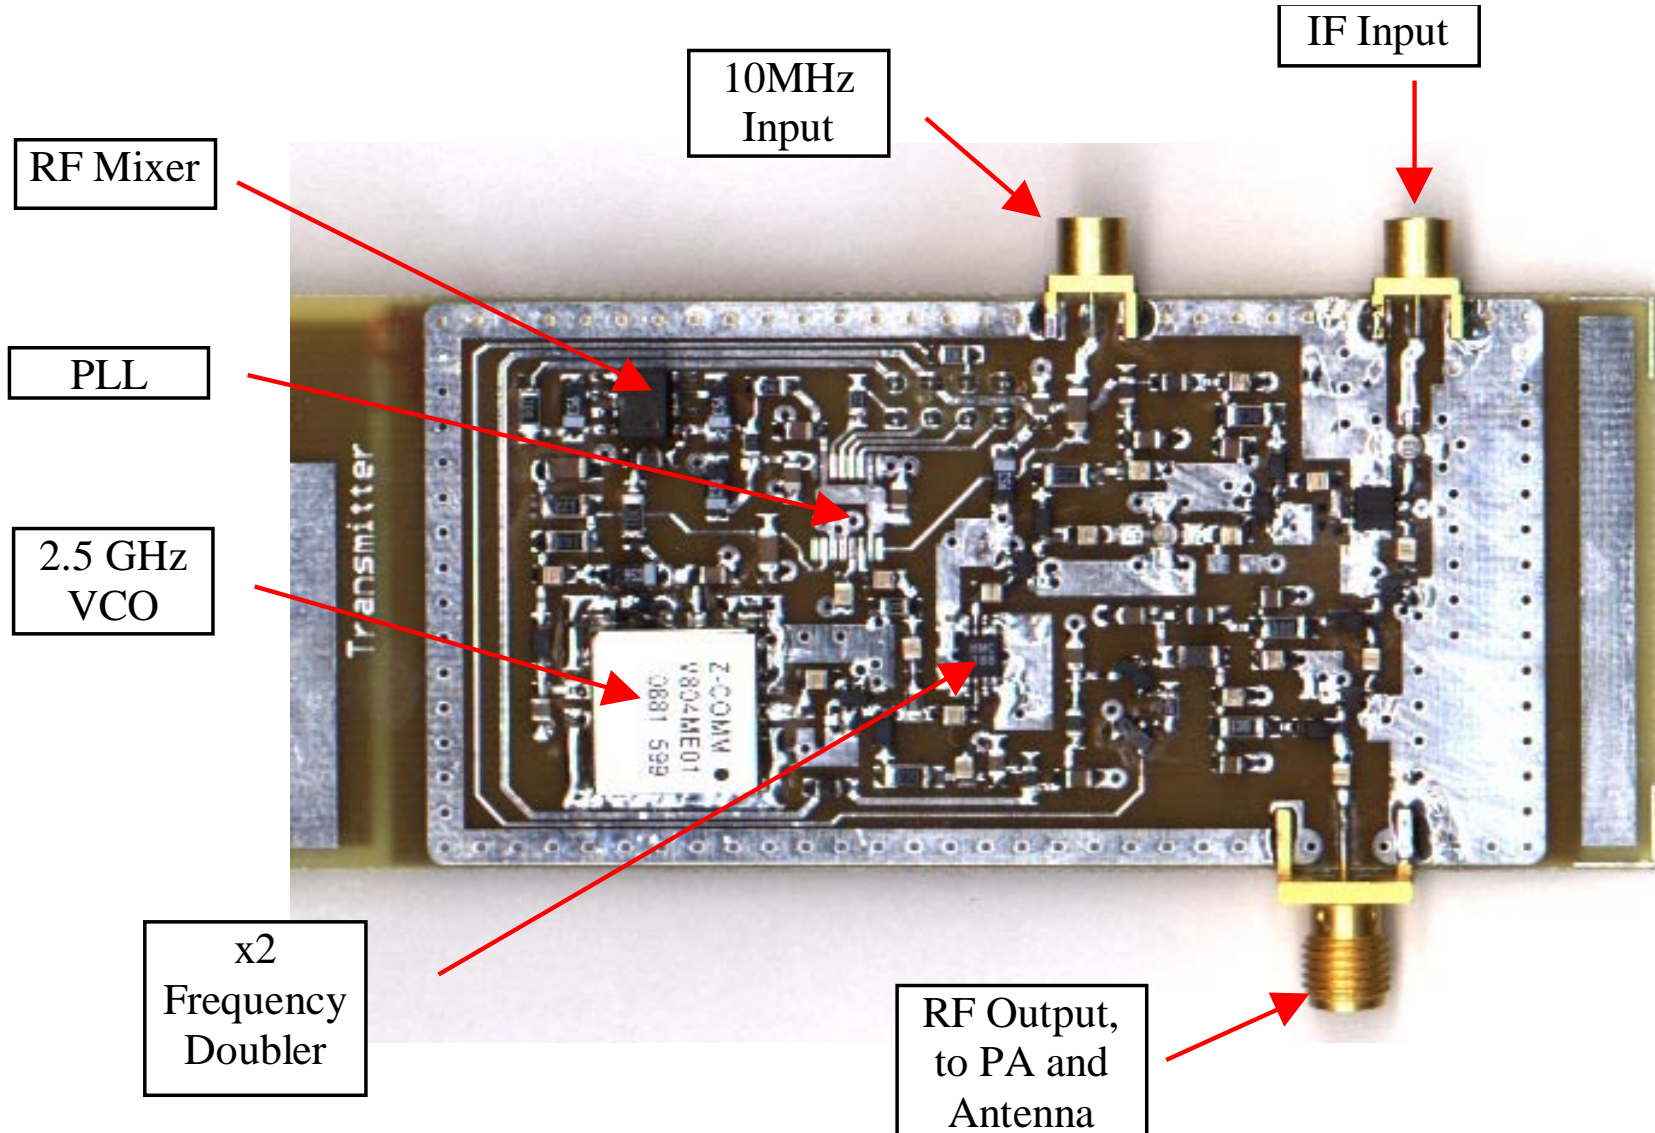 IF Input
10MHz
Input
RF Mixer
PLL
2.5 GHz
VCO
Transmitter
Z-COMM
V804ME01
0881 599
x2
Frequency
Doubler
RF Output,
to PA and
Antenna